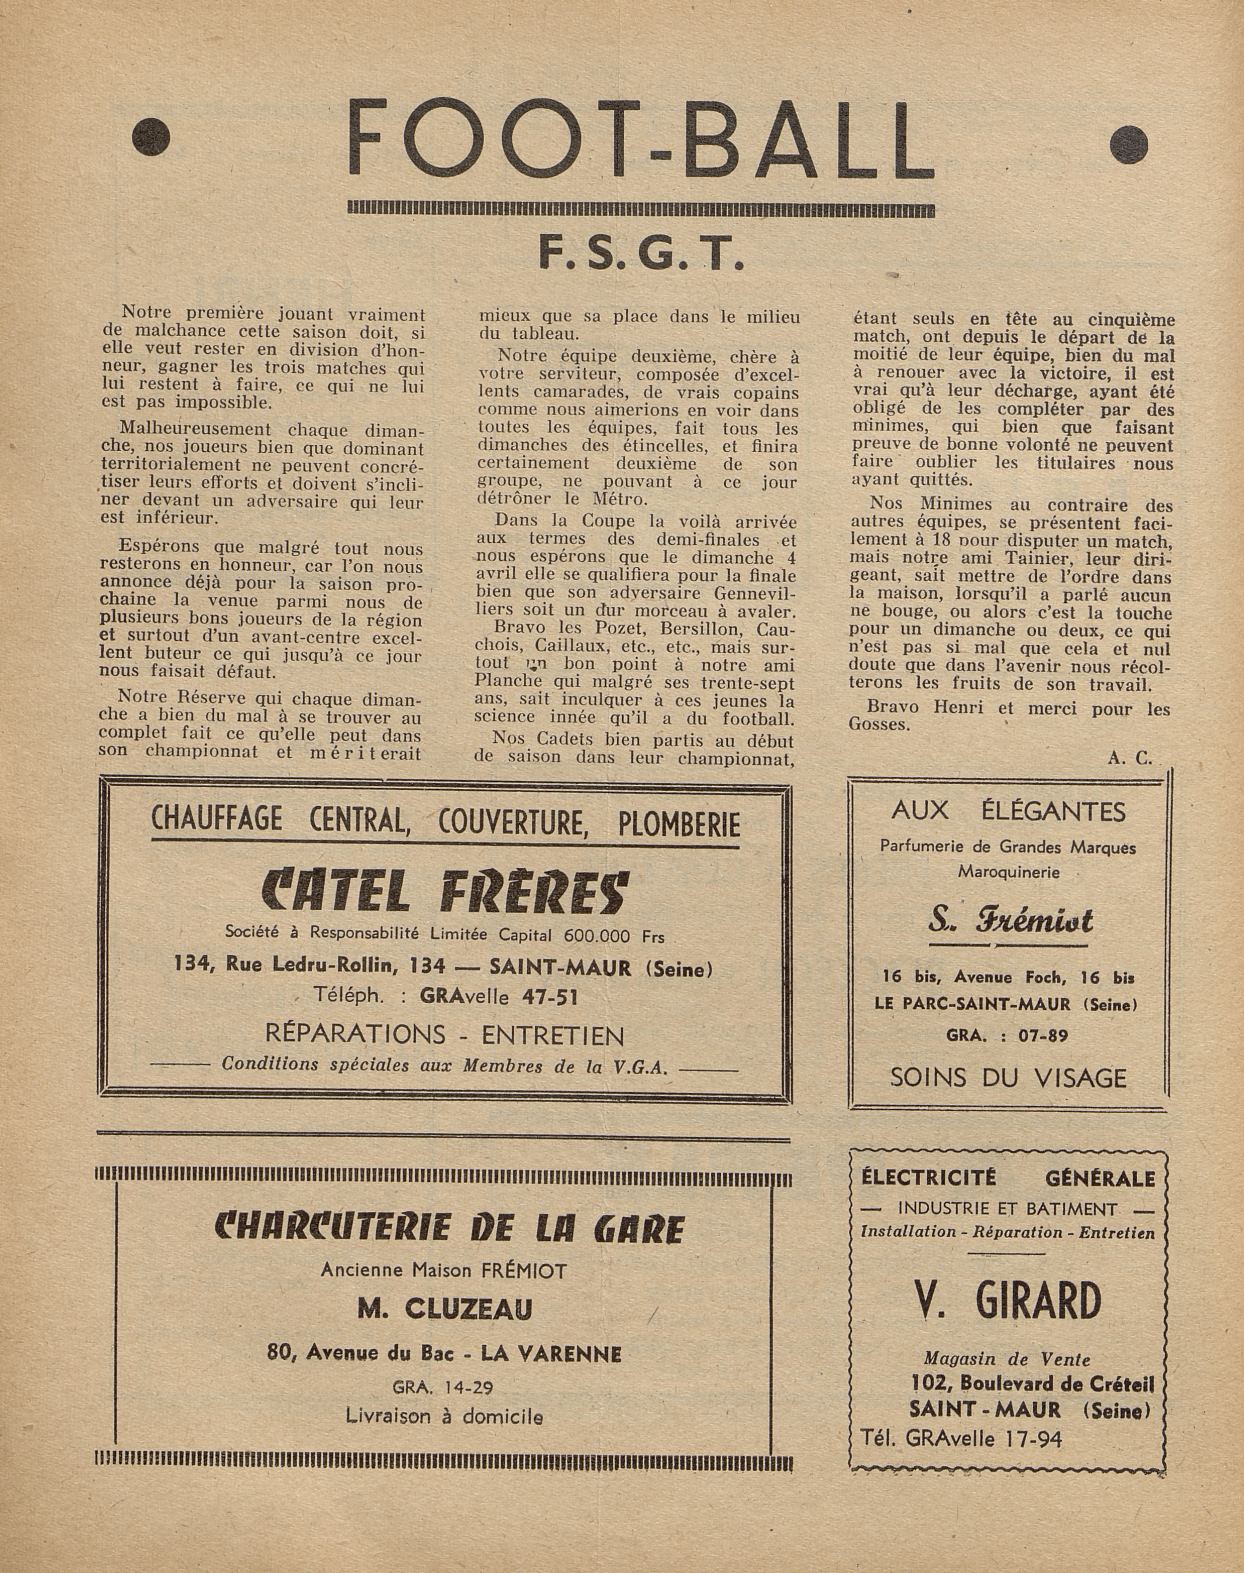 FOOT-BALL
F. S. G. T.
Notre première jouant vraiment
de malchance cette saison doit, si
elle veut rester en division d'hon-
neur, gagner les trois matches qui
lui restent à faire, ce qui ne lui
est pas impossible.
Malheureusement chaque diman-
che, nos joueurs bien que dominant
territorialement ne peuvent concré-
tiser leurs efforts et doivent s'incli-
ner devant un adversaire qui leur
est inférieur.
Espérons que malgré tout nous
resterons en honneur, car l'on nous
annonce déjà pour la saison pro-
chaine la venue parmi nous de
plusieurs bons joueurs de la région
et surtout d'un avant-centre excel-
lent buteur ce qui jusqu'à ce jour
nous faisait défaut.
Notre Réserve qui chaque diman-
che a bien du mal à se trouver au
complet fait ce qu'elle peut dans
son championnat et mériterait
mieux que sa place dans le milieu
du tableau.
Notre équipe deuxième, chère à
votre serviteur, composée d'excel-
lents camarades, de vrais copains
comme nous aimerions en voir dans
toutes les équipes, fait tous les
dimanches des étincelles, et finira
certainement deuxième de son
groupe, ne pouvant à ce jour
détrôner le Métro.
Dans la Coupe la voilà arrivée
aux termes des demi-finales et
nous espérons que le dimanche 4
avril elle se qualifiera pour la finale
bien que son adversaire Gennevil-
liers soit un dur morceau à avaler.
Bravo les Pozet, Bersillon, Cau-
chois, Caillaux, etc., etc., mais sur-
tout un bon point à notre ami
Planche qui malgré ses trente-sept
ans, sait inculquer à ces jeunes la
science innée qu'il a du football.
Nos Cadets bien partis au début
de saison dans leur championnat,
étant seuls en tête au cinquième
match, ont depuis le départ de la
moitié de leur équipe, bien du mal
à renouer avec la victoire, il est
vrai qu'à leur décharge, ayant été
obligé de les compléter par des
minimes, qui bien que faisant
preuve de bonne volonté ne peuvent
faire oublier les titulaires nous
ayant quittés.
Nos Minimes au contraire des
autres équipes, se présentent faci-
lement à 18 pour disputer un match,
mais notre ami Tainier, leur diri-
geant, sait mettre de l'ordre dans
la maison, lorsqu'il a parlé aucun
ne bouge, ou alors c'est la touche
pour un dimanche ou deux, ce qui
n'est pas si mal que cela et nul
doute que dans l'avenir nous récol-
terons les fruits de son travail.
Bravo Henri et merci pour les
Gosses.
A. C.
CHAUFFAGE CENTRAL, COUVERTURE, PLOMBERIE
CATEL FRÈRES
Société à Responsabilité Limitée Capital 600.000 Frs
134, Rue Ledru-Rollin, 134 — SAINT-MAUR (Seine)
Téléph. : GRAvelle 47-51
RÉPARATIONS - ENTRETIEN
Conditions spéciales aux Membres de la V.G.A.
AUX ÉLÉGANTES
Parfumerie de Grandes Marques
Maroquinerie
S. Frémiot
16 bis, Avenue Foch, 16 bis
LE PARC-SAINT-MAUR (Seine)
GRA. : 07-89
SOINS DU VISAGE
CHARCUTERIE DE LA GARE
Ancienne Maison FRÉMIOT
M. CLUZEAU
80, Avenue du Bac - LA VARENNE
GRA. 14-29
Livraison à domicile
ÉLECTRICITÉ GÉNÉRALE
— INDUSTRIE ET BATIMENT —
Installation - Réparation - Entretien
V. GIRARD
Magasin de Vente
102, Boulevard de Créteil
SAINT-MAUR (Seine)
Tél. GRAvelle 17-94